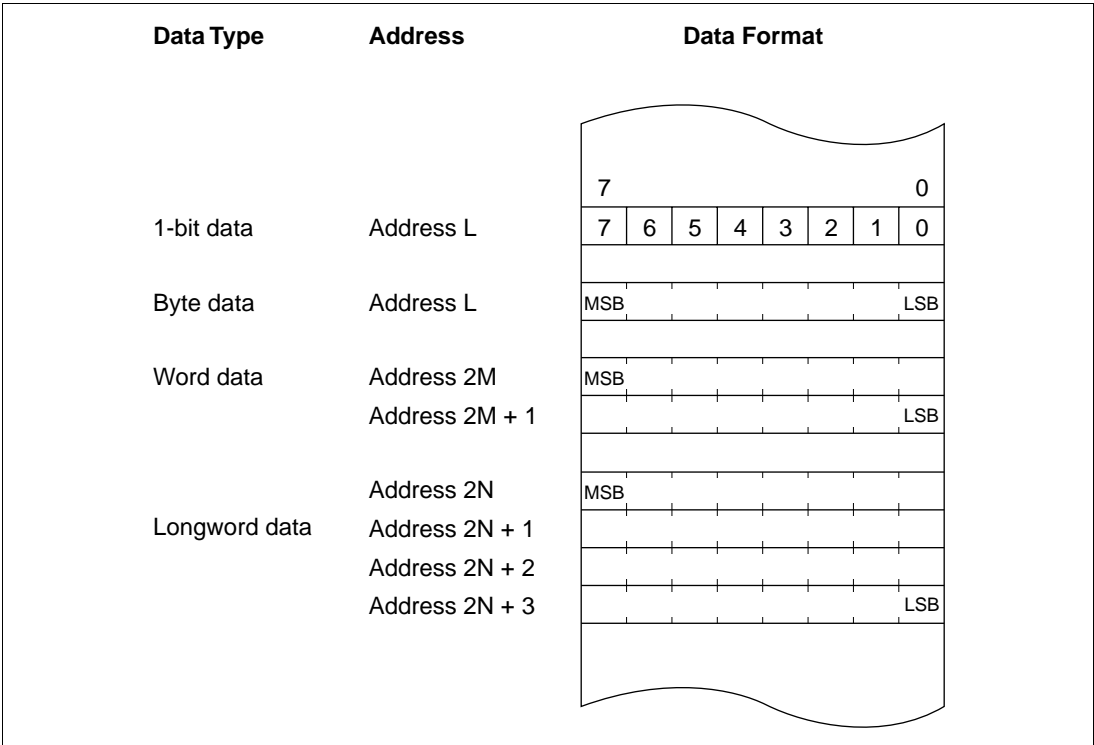 Data Type Address Data Format
7 0
1-bit data Address L 7 6 5 4 3 2 1 0
Byte data Address L MSB LSB
Word data Address 2M MSB
Address 2M + 1 LSB
Address 2N MSB
Longword data Address 2N + 1
Address 2N + 2
Address 2N + 3 LSB